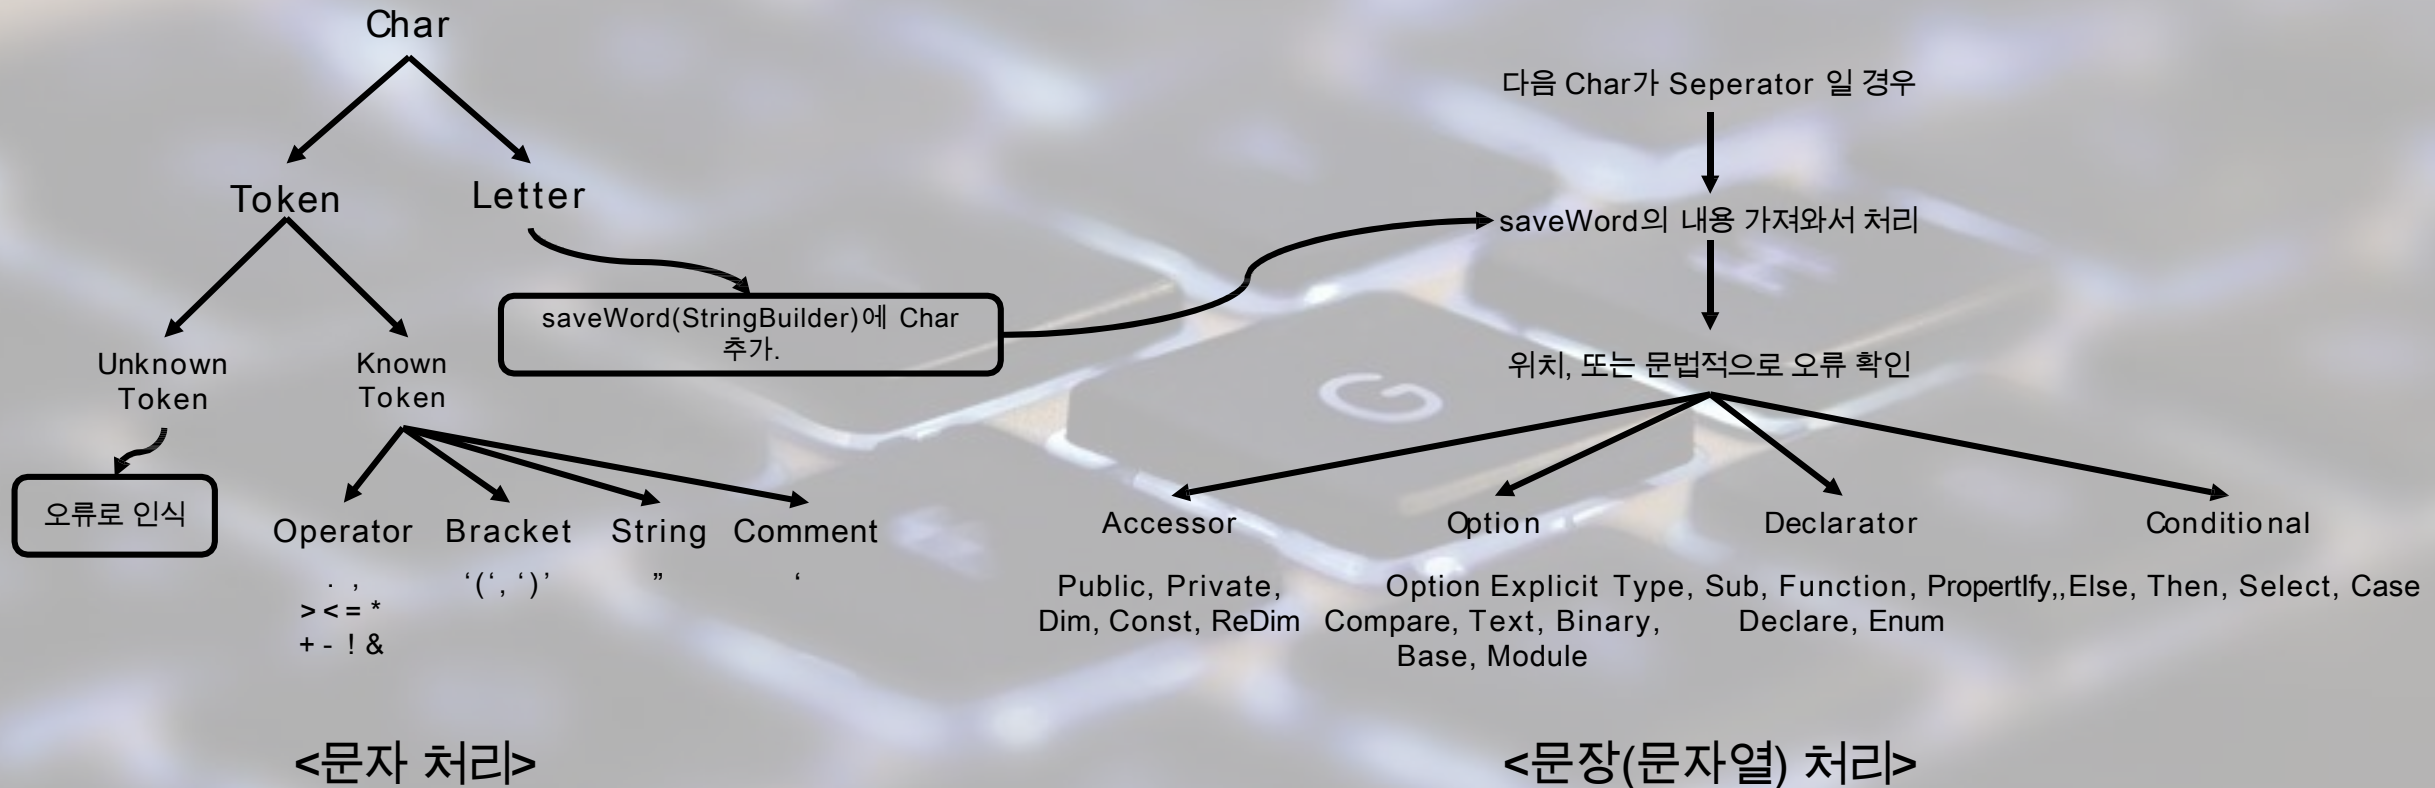 Char
Token
Letter
saveWord(StringBuilder)에 Char
추가.
Unknown
Token
Known
Token
오류로 인식
Operator
. ,
> < = *
+ - ! &
Bracket
‘(‘, ‘)’
String
”
Comment
‘
<문자 처리>
다음 Char가 Seperator 일 경우
saveWord의 내용 가져와서 처리
위치, 또는 문법적으로 오류 확인
Accessor
Public, Private,
Dim, Const, ReDim
Option
Option Explicit
Compare, Text, Binary,
Base, Module
Declarator
Type, Sub, Function, Property,
Declare, Enum
Conditional
If, Else, Then, Select, Case
<문장(문자열) 처리>
G
H